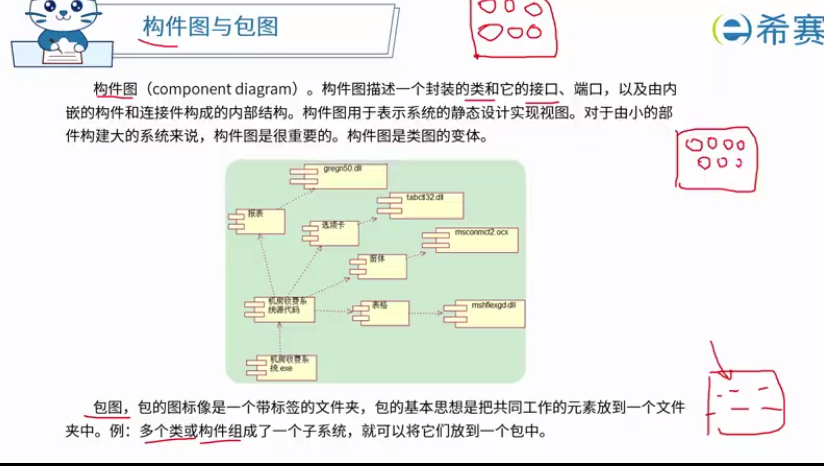 构件图与包图
希赛
构件图（component diagram）。构件图描述一个封装的类和它的接口、端口，以及由内
嵌的构件和连接件构成的内部结构。构件图用于表示系统的静态设计实现视图。对于由小的部
件构建大的系统来说，构件图是很重要的。构件图是类图的变体。
gregn50.dll
tabctl32.dll
报表
选项卡
msconmct2 ocx
窗体
机房收费系
统源代码
表格
mshflexgd.dll
机房收费系
统.exe
包图，包的图标像是一个带标签的文件夹，包的基本思想是把共同工作的元素放到一个文件
夹中。例：多个类或构件组成了一个子系统，就可以将它们放到一个包中。